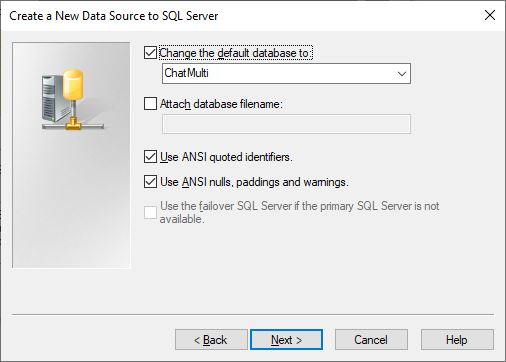 Create a New Data Source to SQL Server
Change the default database to:
ChatMulti
Attach database filename:
Use ANSI quoted identifiers.
Use ANSI nulls, paddings and warnings.
Use the failover SQL Server if the primary SQL Server is not
available.
< Back
Next >
Cancel
Help